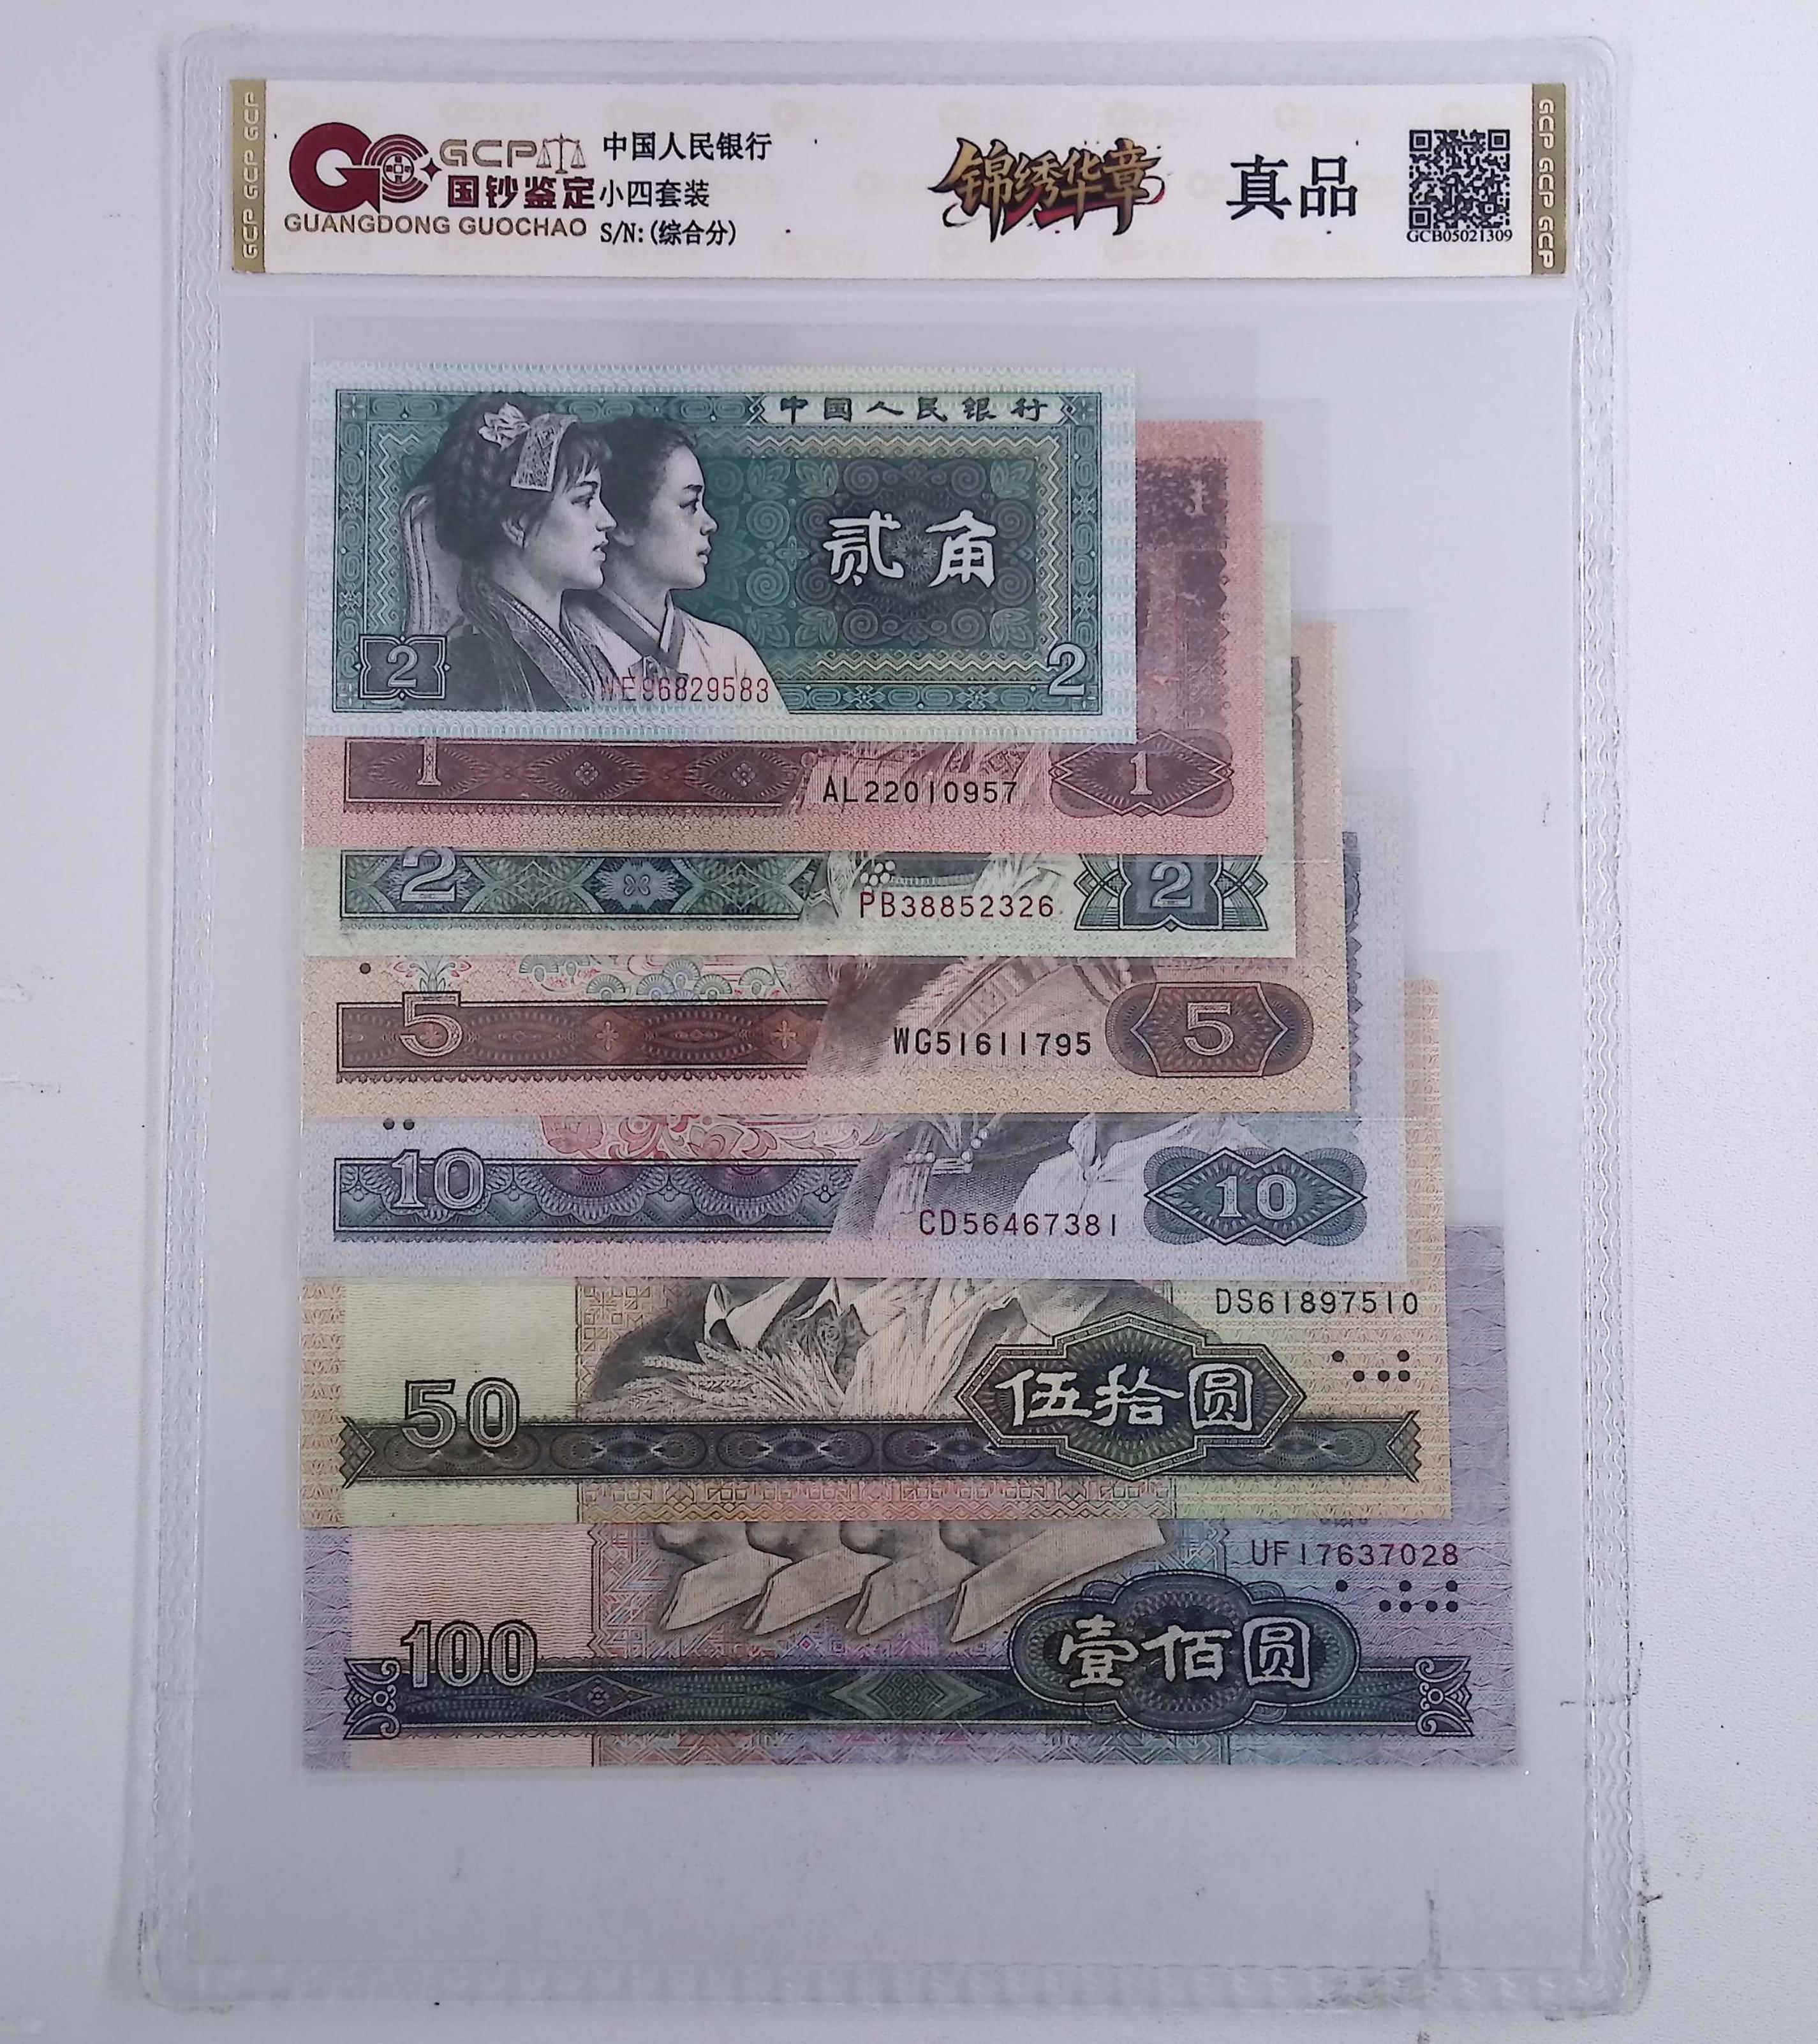 GCP GCP GCP
GCP
国钞鉴定
GUANGDONG GUOCHAO
中国人民银行
小四套装
S/N: (综合分)
锦绣华章
真品
GCB05021309
GCP GCP GCP
中国人民银行
贰角
2
2
96829583
1
AL22010957
1
2
PB38852326
2
5
WG51611795
5
10
CD56467381
10
DS61897510
50
伍拾圆
UF17637028
100
壹佰圆